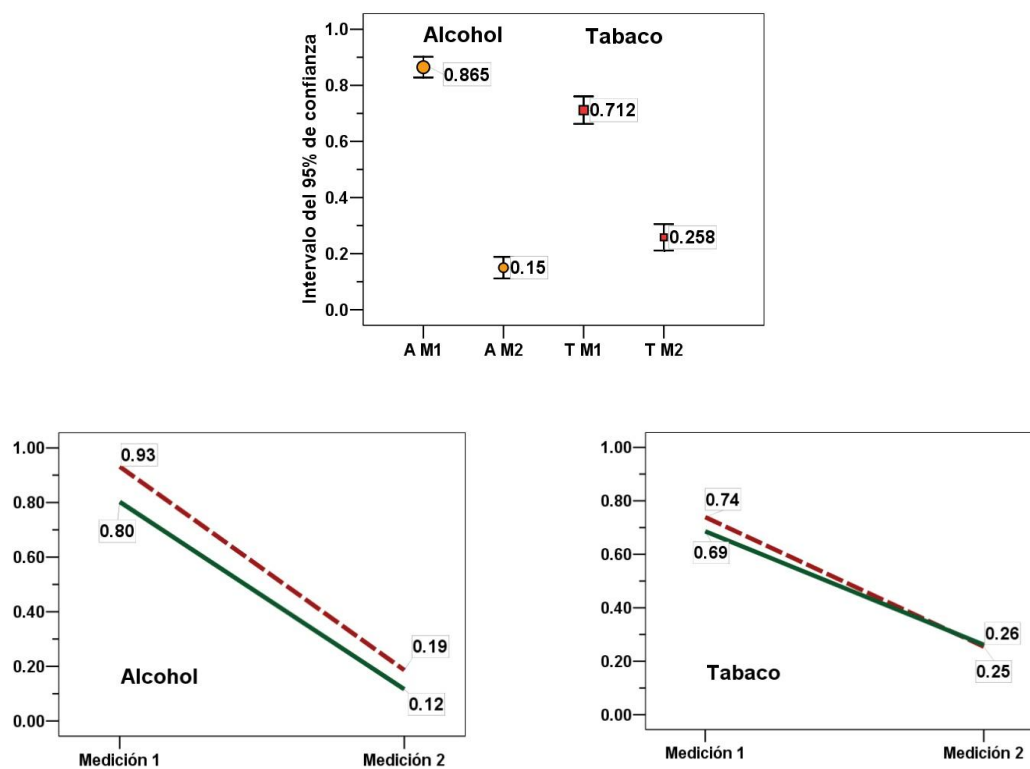 Intervalo del 95% de confianza
1.0
0.8
0.6
0.4
0.2
0.0
Alcohol
Tabaco
0.865
0.712
0.258
0.15
A M1
A M2
T M1
T M2
1.00
0.80
0.60
0.40
0.20
0.00
0.93
0.80
0.19
0.12
Alcohol
Medición 1
Medición 2
1.00
0.80
0.60
0.40
0.20
0.00
0.74
0.69
0.26
0.25
Tabaco
Medición 1
Medición 2